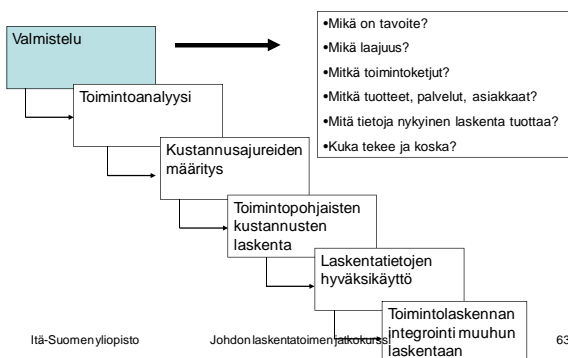 Valmistelu
•Mikä on tavoite?
•Mikä laajuus?
•Mitkä toimintoketjut?
•Mitkä tuotteet, palvelut, asiakkaat?
•Mitä tietoja nykyinen laskenta tuottaa?
•Kuka tekee ja koska?
Toimintoanalyysi
Kustannusajureiden
määritys
Toimintopohjaisten
kustannusten
laskenta
Laskentatietojen
hyväksikäyttö
Toimintolaskennan
integrointi muuhun
laskentaan
Itä-Suomen yliopisto
Johdon laskentatoimen jatkokurssi
63